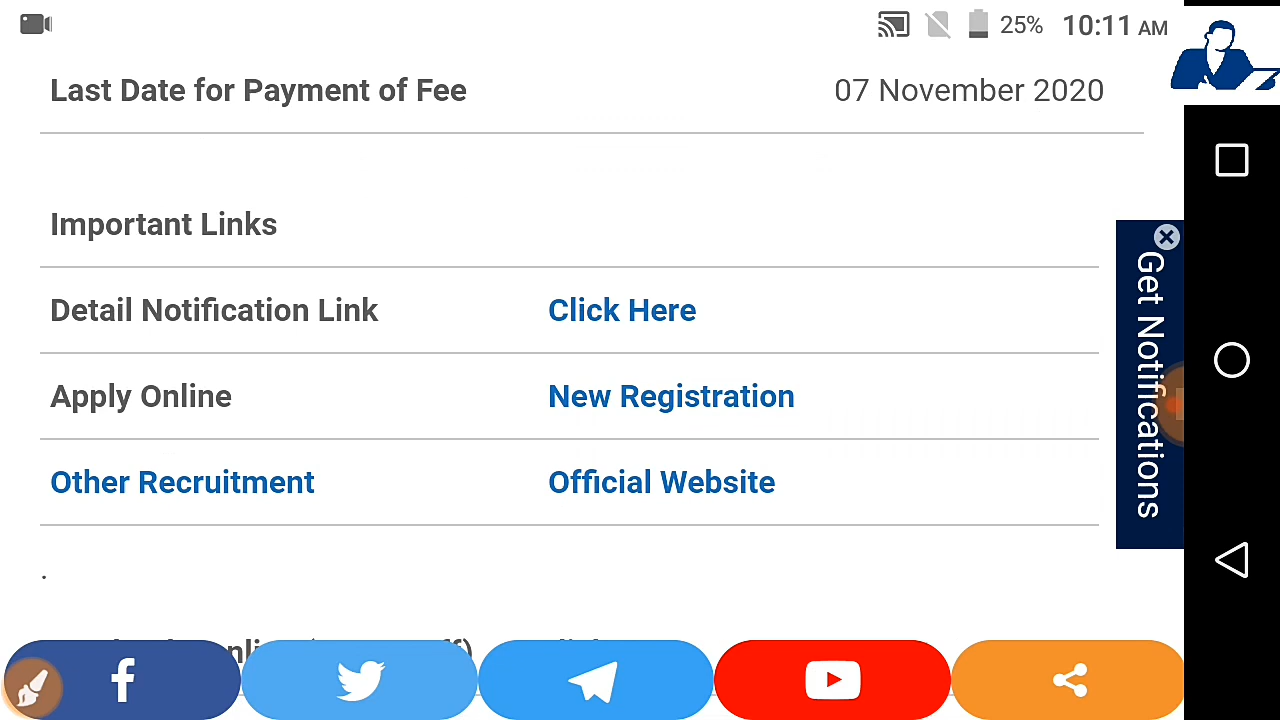 25% 10:11 AM
Last Date for Payment of Fee 07 November 2020
Important Links
Detail Notification Link Click Here
Apply Online New Registration
Other Recruitment Official Website
.
Get Notifications